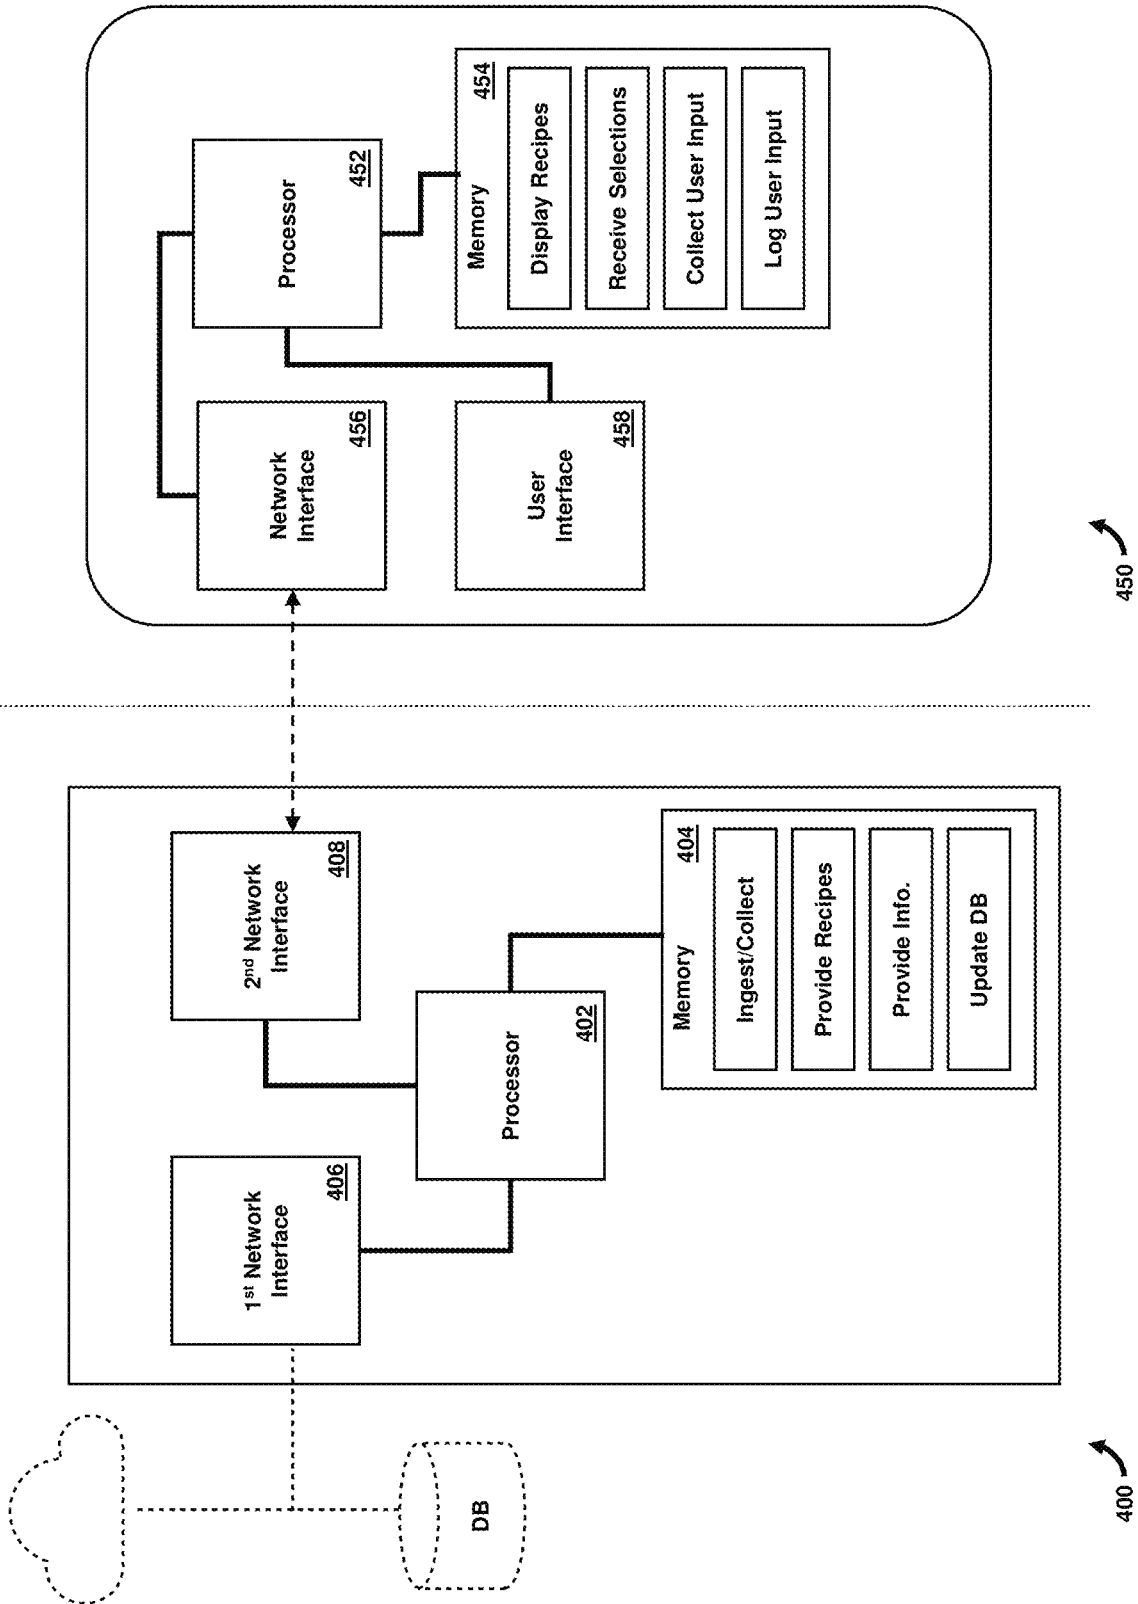 DB
400
1st Network
Interface
406
2nd Network
Interface
408
Processor
402
Memory
404
Ingest/Collect
Provide Recipes
Provide Info.
Update DB
450
Network
Interface
456
User
Interface
458
Processor
452
Memory
454
Display Recipes
Receive Selections
Collect User Input
Log User Input